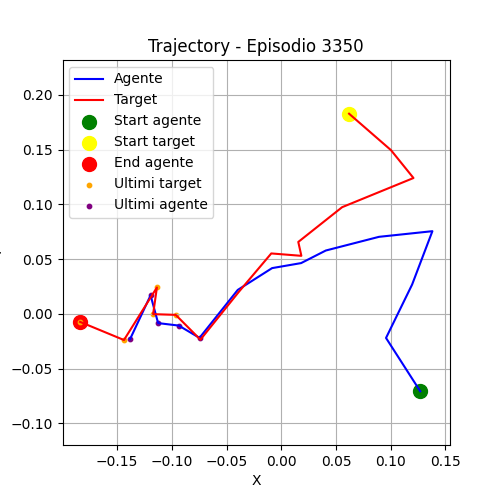 Trajectory - Episodio 3350
Agente
Target
Start agente
Start target
End agente
Ultimi target
Ultimi agente
0.20
0.15
0.10
0.05
0.00
−0.05
−0.10
−0.15
−0.10
−0.05
0.00
0.05
0.10
0.15
X